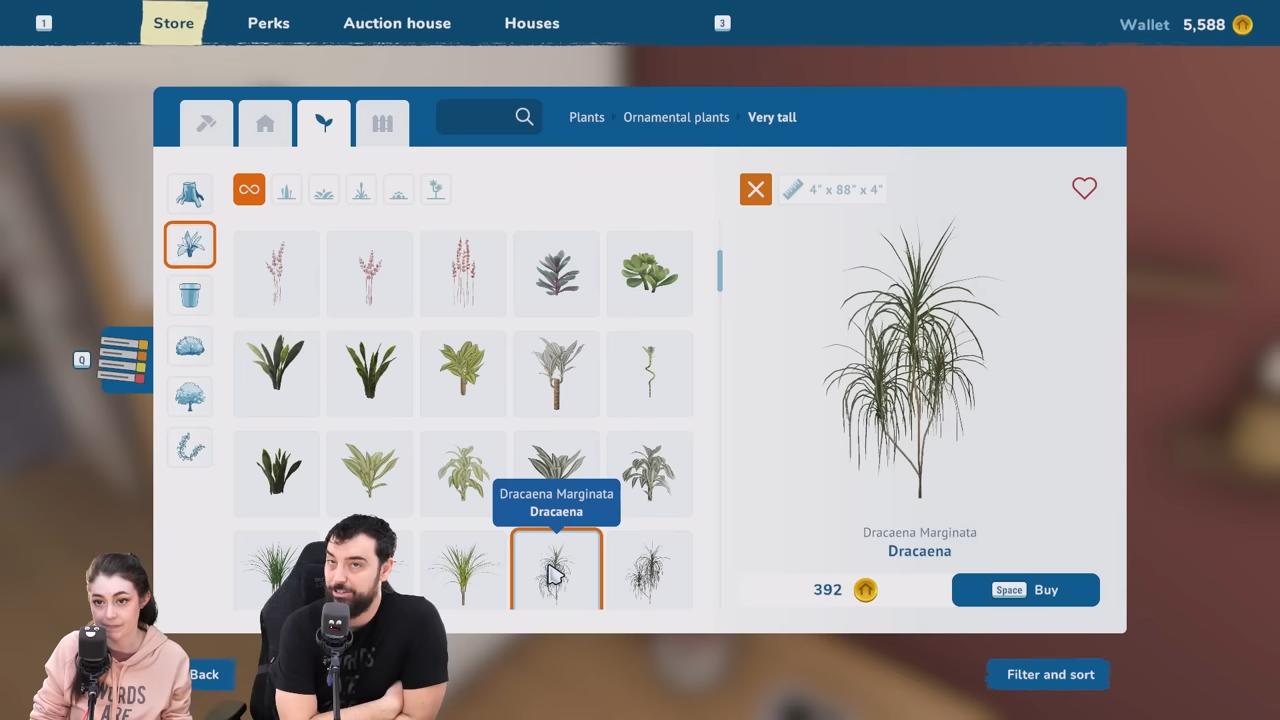 1
Store
Perks
Auction house
Houses
3
Wallet 5,588
Plants
Ornamental plants
Very tall
4" x 88" x 4"
Q
Dracaena Marginata
Dracaena
Dracaena Marginata
Dracaena
392
Space Buy
Back
Filter and sort
WORDS
ARE